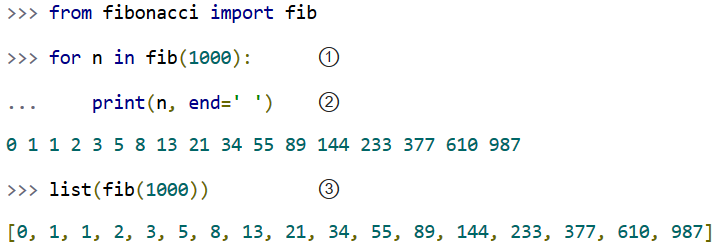 >>> from fibonacci import fib
>>> for n in fib(1000): ①
... print(n, end=' ') ②
0 1 1 2 3 5 8 13 21 34 55 89 144 233 377 610 987
>>> list(fib(1000)) ③
[0, 1, 1, 2, 3, 5, 8, 13, 21, 34, 55, 89, 144, 233, 377, 610, 987]